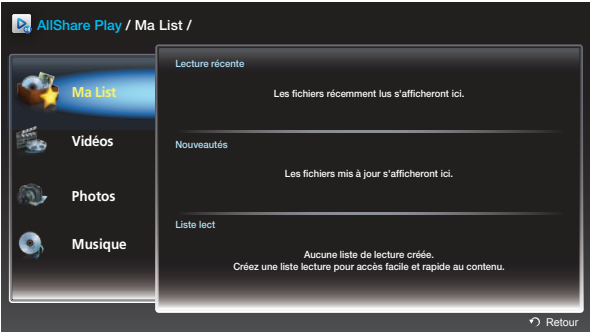 AllShare Play / Ma List /
Ma List
Vidéos
Photos
Musique
Lecture récente
Les fichiers récemment lus s'afficheront ici.
Nouveautés
Les fichiers mis à jour s'afficheront ici.
Liste lect
Aucune liste de lecture créée.
Créez une liste lecture pour accès facile et rapide au contenu.
Retour